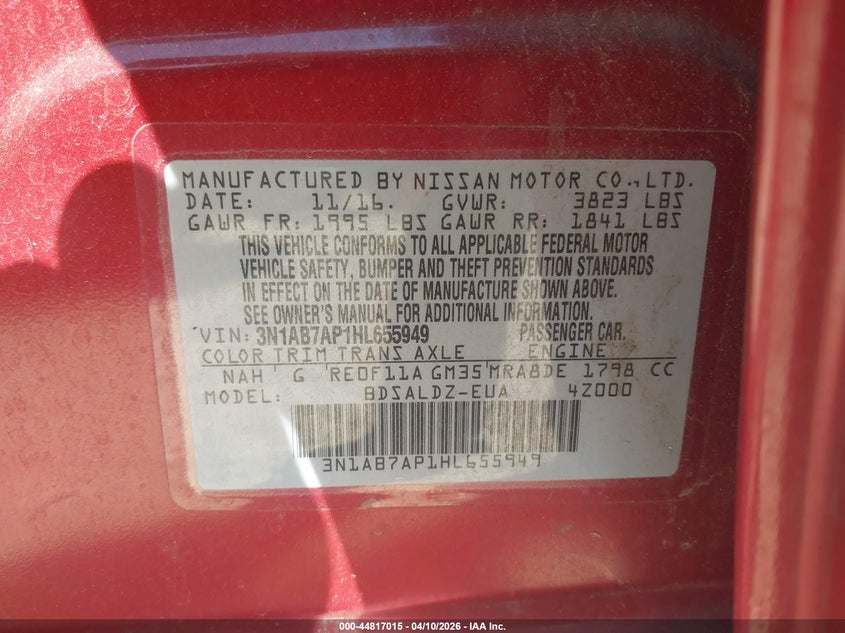 MANUFACTURED BY NISSAN MOTOR CO., LTD.
DATE: 11/16. GVWR: 3823 LBS
GAWR FR: 1995 LBS GAWR RR: 1841 LBS
THIS VEHICLE CONFORMS TO ALL APPLICABLE FEDERAL MOTOR
VEHICLE SAFETY, BUMPER AND THEFT PREVENTION STANDARDS
IN EFFECT ON THE DATE OF MANUFACTURE SHOWN ABOVE.
SEE OWNER'S MANUAL FOR ADDITIONAL INFORMATION.
VIN: 3N1AB7AP1HL655949 PASSENGER CAR.
COLOR TRIM TRANS AXLE ENGINE
NAH G RE0F11A GM35 MRA8DE 1798 CC
MODEL: BDSALDZ-EUA 4Z000
3N1AB7AP1HL655949
000-44817015 - 04/10/2026 - IAA Inc.